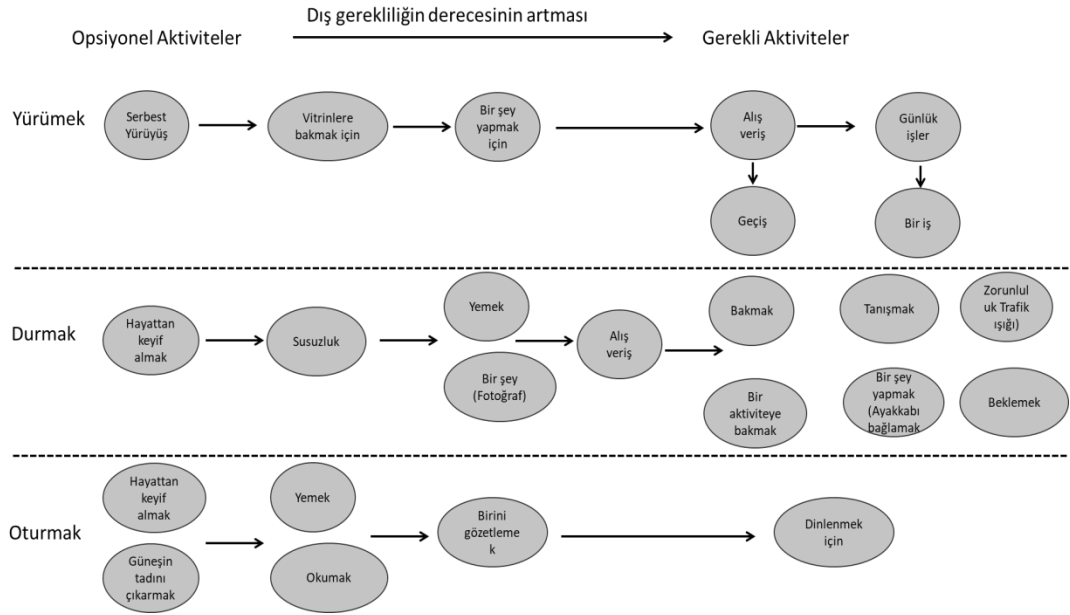 Dış gerekliliğin derecesinin artması
Opsiyonel Aktiviteler
Gerekli Aktiviteler
Yürümek
Serbest
Yürüyüş
Vitrinlere
bakmak için
Bir şey
yapmak
için
Alış
veriş
Günlük
işler
Geçiş
Bir iş
Durmak
Hayattan
keyif
almak
Susuzluk
Yemek
Bir şey
(Fotoğraf)
Alış
veriş
Bakmak
Tanışmak
Zorunlul
uk Trafik
ışığı)
Bir
aktiviteye
bakmak
Bir şey
yapmak
(Ayakkabı
bağlamak
Beklemek
Oturmak
Hayattan
keyif
almak
Güneşin
tadını
çıkarmak
Yemek
Okumak
Birini
gözetleme
k
Dinlenmek
için